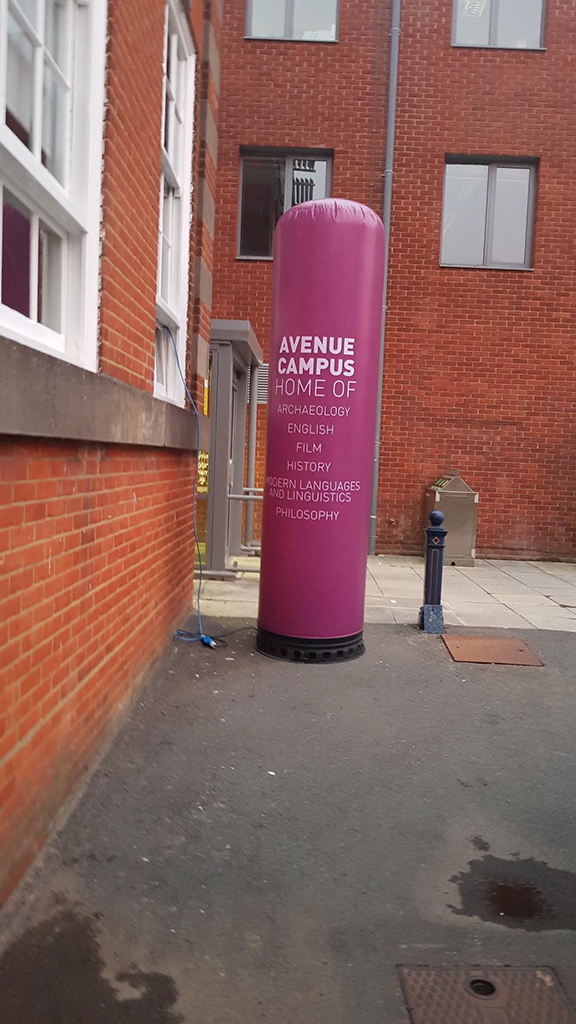 AVENUE
CAMPUS
HOME OF
ARCHAEOLOGY
ENGLISH
FILM
HISTORY
MODERN LANGUAGES
AND LINGUISTICS
PHILOSOPHY